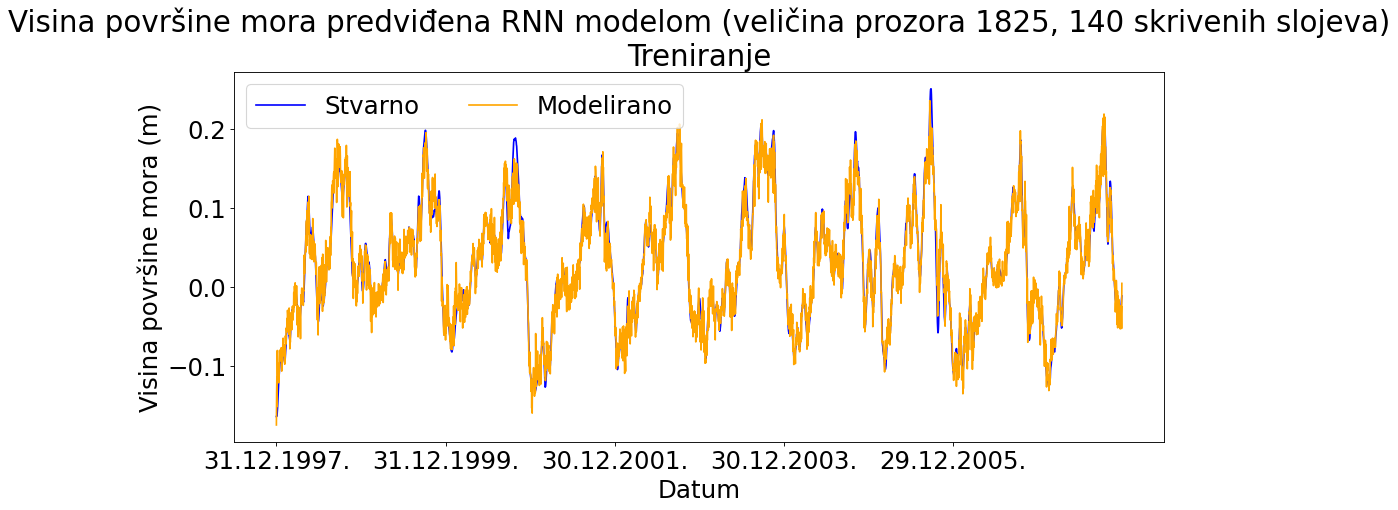 Visina površine mora predviđena RNN modelom (veličina prozora 1825, 140 skrivenih slojeva)
Treniranje
Stvarno
Modelirano
Visina površine mora (m)
0.2
0.1
0.0
−0.1
31.12.1997.
31.12.1999.
30.12.2001.
30.12.2003.
29.12.2005.
Datum